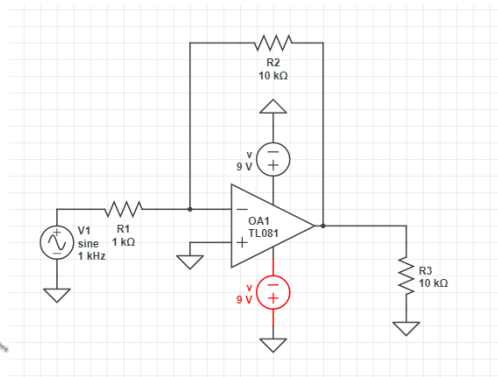 R2
10 kΩ
v
9 V
−
+
V1
sine
1 kHz
+
−
R1
1 kΩ
−
+
OA1
TL081
v
9 V
−
+
R3
10 kΩ